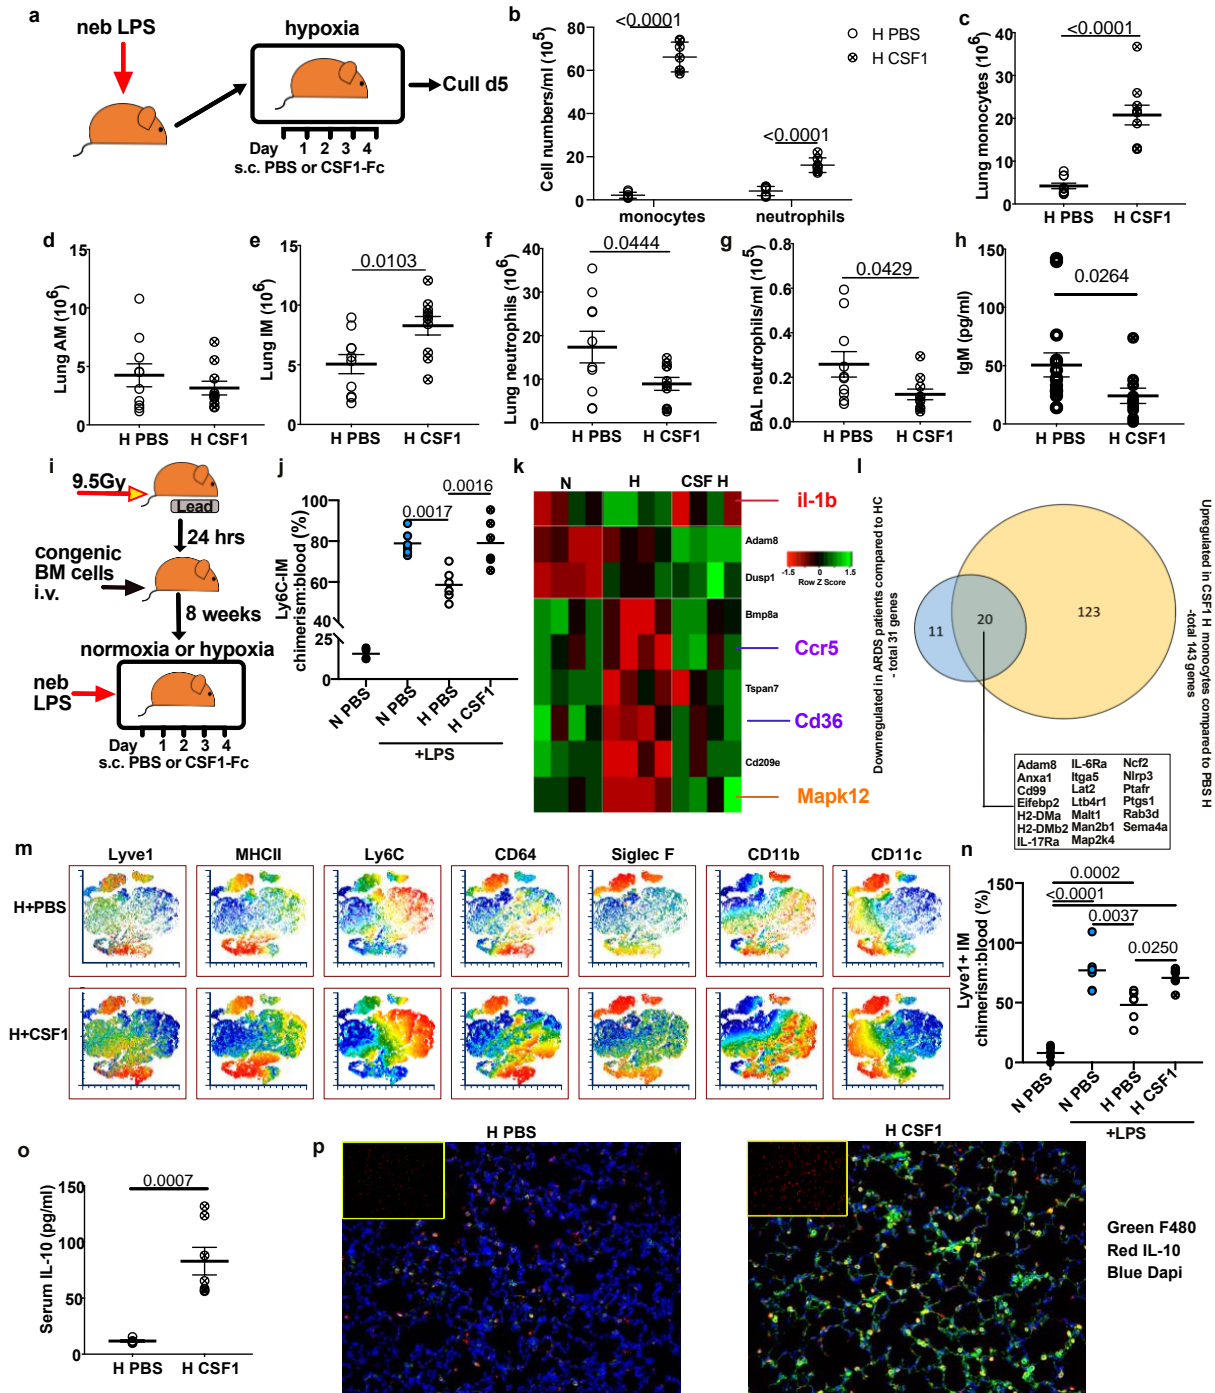 a
neb LPS
hypoxia
Cull d5
Day 1 2 3 4
s.c. PBS or CSF1-Fc
b
Cell numbers/ml (10⁵)
80
60
40
20
0
<0.0001
<0.0001
monocytes
neutrophils
H PBS
H CSF1
c
Lung monocytes (10⁶)
40
30
20
10
0
<0.0001
H PBS
H CSF1
d
Lung AM (10⁶)
15
10
5
0
H PBS
H CSF1
e
Lung IM (10⁶)
15
10
5
0
0.0103
H PBS
H CSF1
f
Lung neutrophils (10⁶)
40
30
20
10
0
0.0444
H PBS
H CSF1
g
BAL neutrophils/ml (10⁵)
0.8
0.6
0.4
0.2
0.0
0.0429
H PBS
H CSF1
h
IgM (pg/ml)
150
100
50
0
0.0264
H PBS
H CSF1
i
9.5Gy
Lead
24 hrs
congenic
BM cells
i.v.
8 weeks
normoxia or hypoxia
neb
LPS
Day 1 2 3 4
s.c. PBS or CSF1-Fc
j
Ly6C-IM
chimerism:blood (%)
100
80
60
40
25
0
0.0016
0.0017
N PBS
N PBS
H PBS
H CSF1
+LPS
k
N H CSF H
il-1b
Adam8
Dusp1
Bmp8a
Ccr5
Tspan7
Cd36
Cd209e
Mapk12
-1.5 0 1.5
Row Z Score
l
Downregulated in ARDS patients compared to HC
- total 31 genes
11
20
123
Upregulated in CSF1 H monocytes compared to PBS H
-total 143 genes
Adam8 IL-6Ra Ncf2
Anxa1 Itga5 Nlrp3
Cd99 Lat2 Ptafr
Eifebp2 Ltb4r1 Ptgs1
H2-DMa Malt1 Rab3d
H2-DMb2 Man2b1 Sema4a
IL-17Ra Map2k4
m
Lyve1 MHCII Ly6C CD64 Siglec F CD11b CD11c
H+PBS
H+CSF1
n
Lyve1+ IM
chimerism:blood (%)
150
100
50
0
0.0002
<0.0001
0.0037
0.0250
N PBS
N PBS
H PBS
H CSF1
+LPS
o
Serum IL-10 (pg/ml)
150
100
50
0
0.0007
H PBS
H CSF1
p
H PBS
H CSF1
Green F480
Red IL-10
Blue Dapi